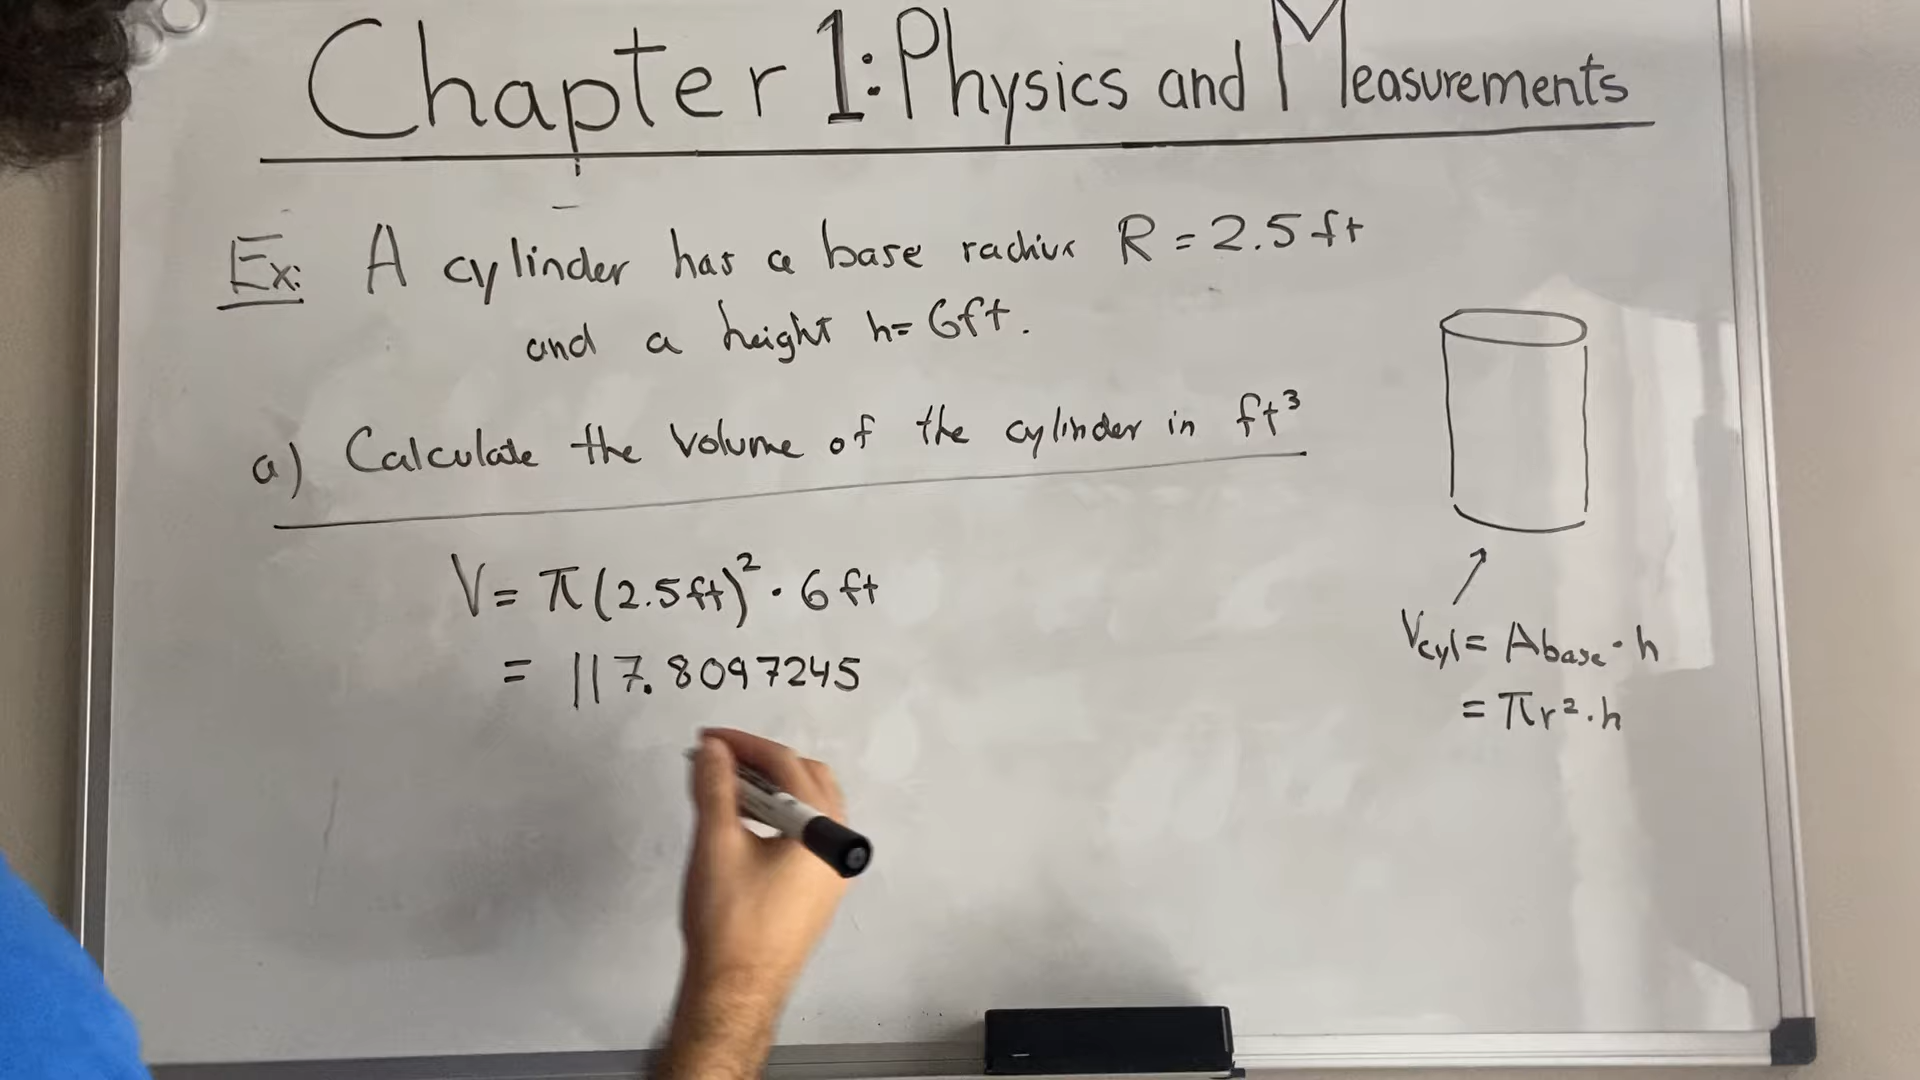 Chapter 1: Physics and Measurements
Ex: A cylinder has a base radius R = 2.5 ft
and a height h = 6ft.
a) Calculate the volume of the cylinder in ft³
V = π(2.5ft)² · 6 ft
= 117.8097245
Vcyl = Abase · h
= πr² · h